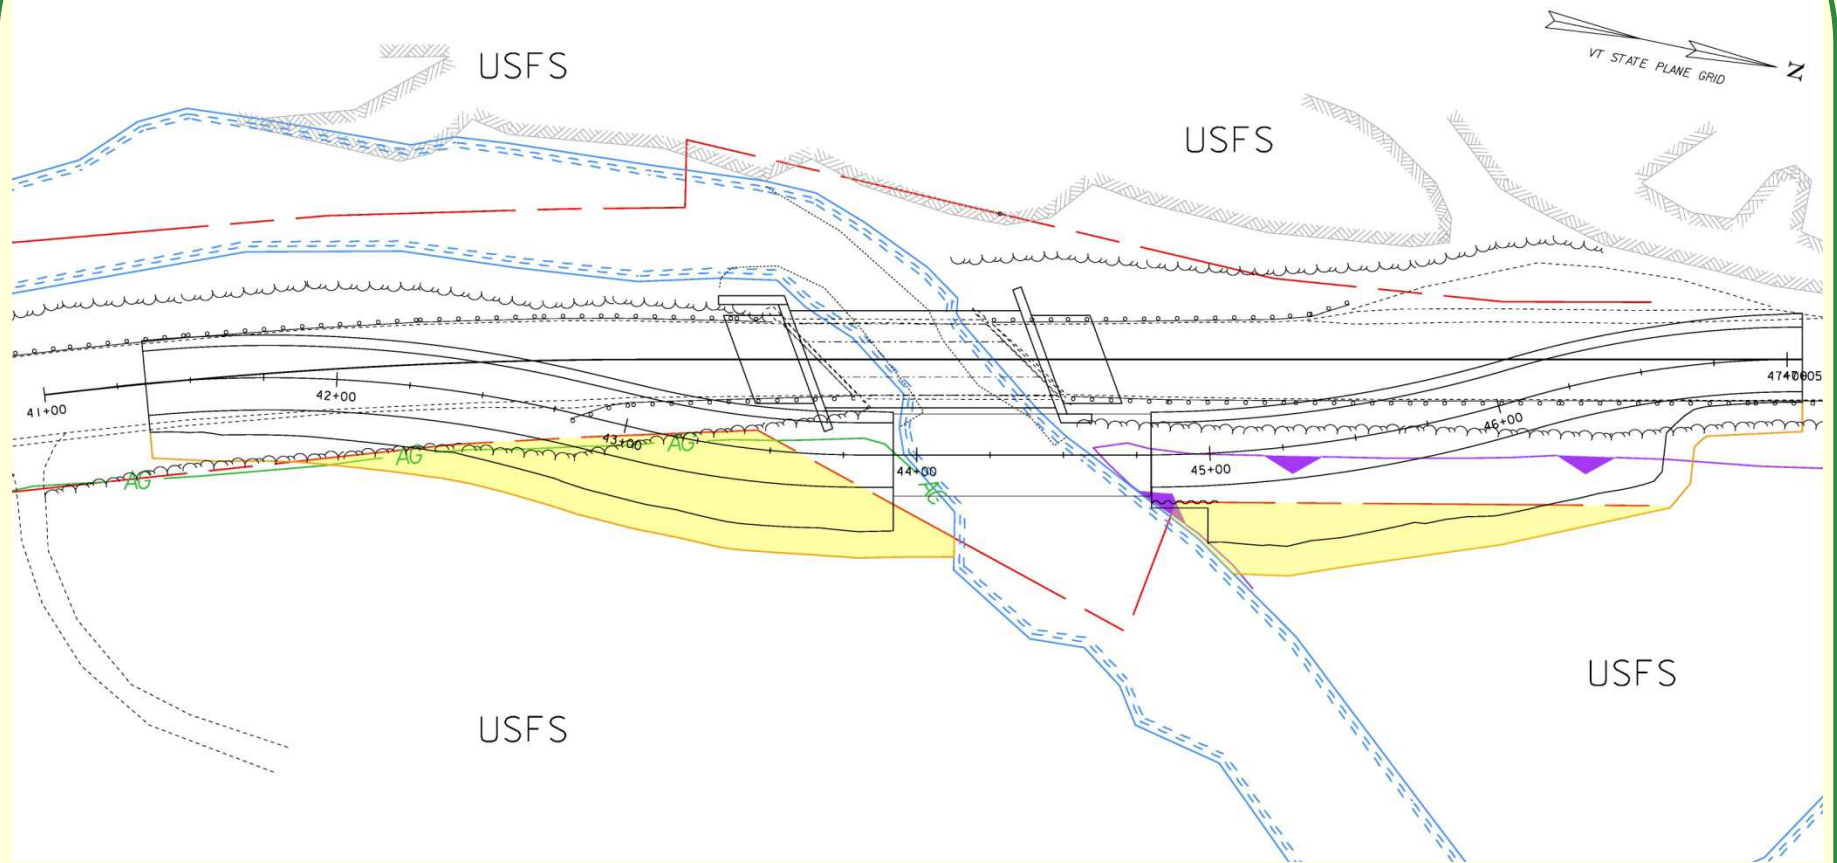 USFS
VT STATE PLANE GRID
N
USFS
41+00
42+00
43+00
44+00
45+00
46+00
AG
AG
AG
AG
USFS
USFS